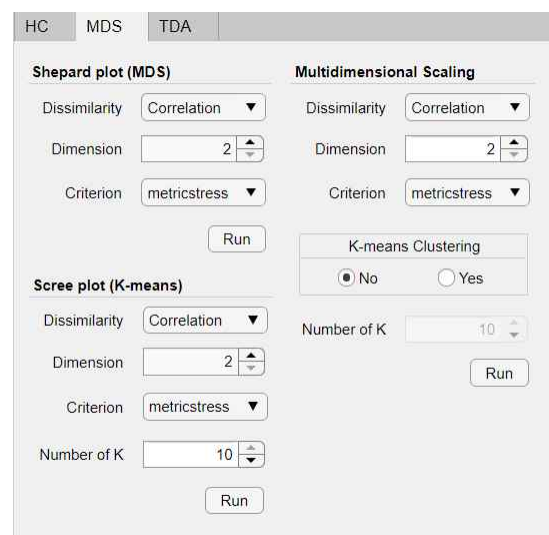 HC MDS TDA
Shepard plot (MDS)
Dissimilarity Correlation
Dimension 2
Criterion metricstress
Run
Scree plot (K-means)
Dissimilarity Correlation
Dimension 2
Criterion metricstress
Number of K 10
Run
Multidimensional Scaling
Dissimilarity Correlation
Dimension 2
Criterion metricstress
K-means Clustering
No Yes
Number of K 10
Run